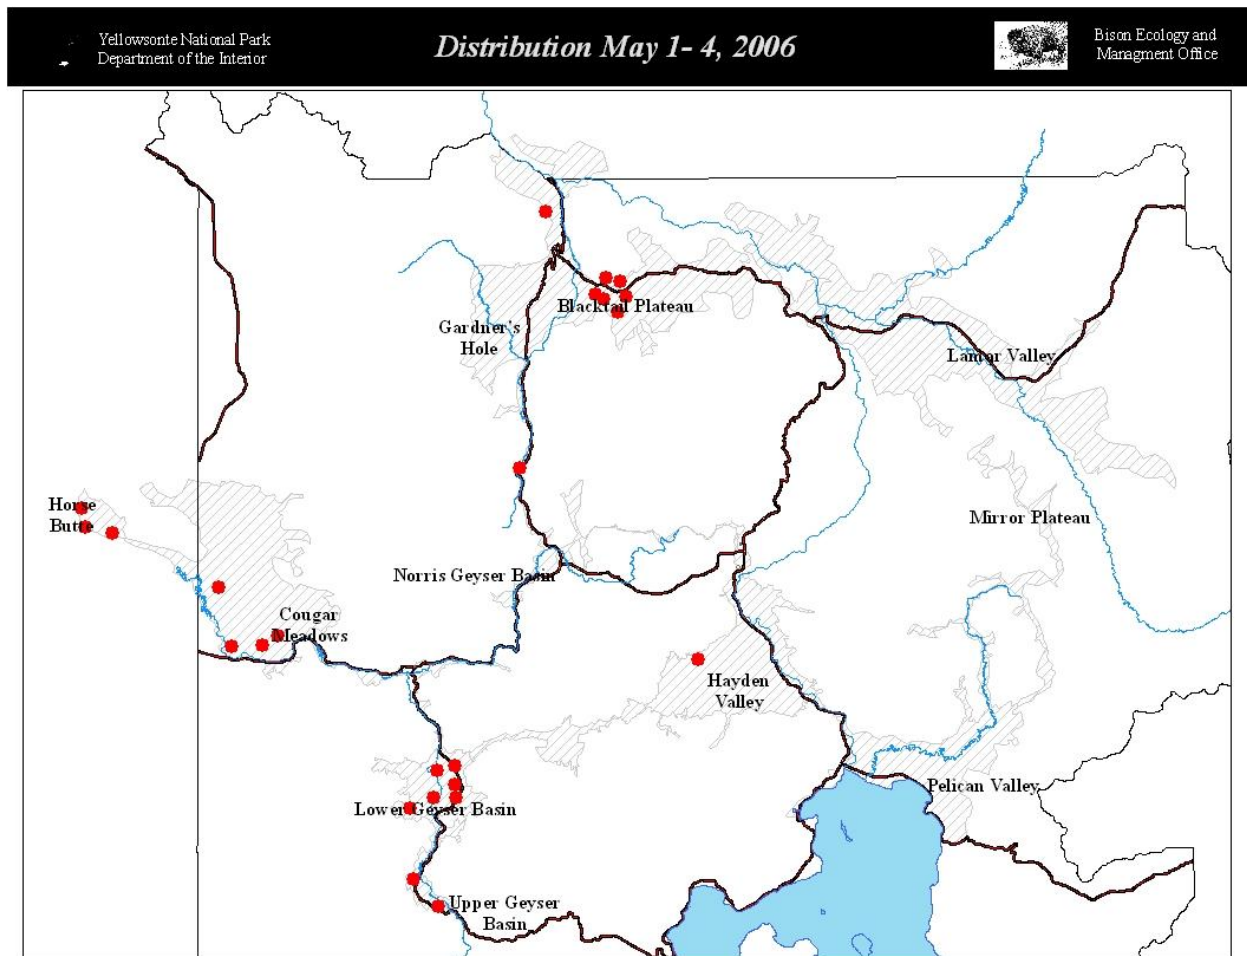 Yellowsonte National Park
Department of the Interior
Distribution May 1- 4, 2006
Bison Ecology and
Managment Office
Blacktail Plateau
Gardner's
Hole
Lamar Valley
Horse
Butte
Mirror Plateau
Norris Geyser Basin
Cougar
Meadows
Hayden
Valley
Pelican Valley
Lower Geyser Basin
Upper Geyser
Basin